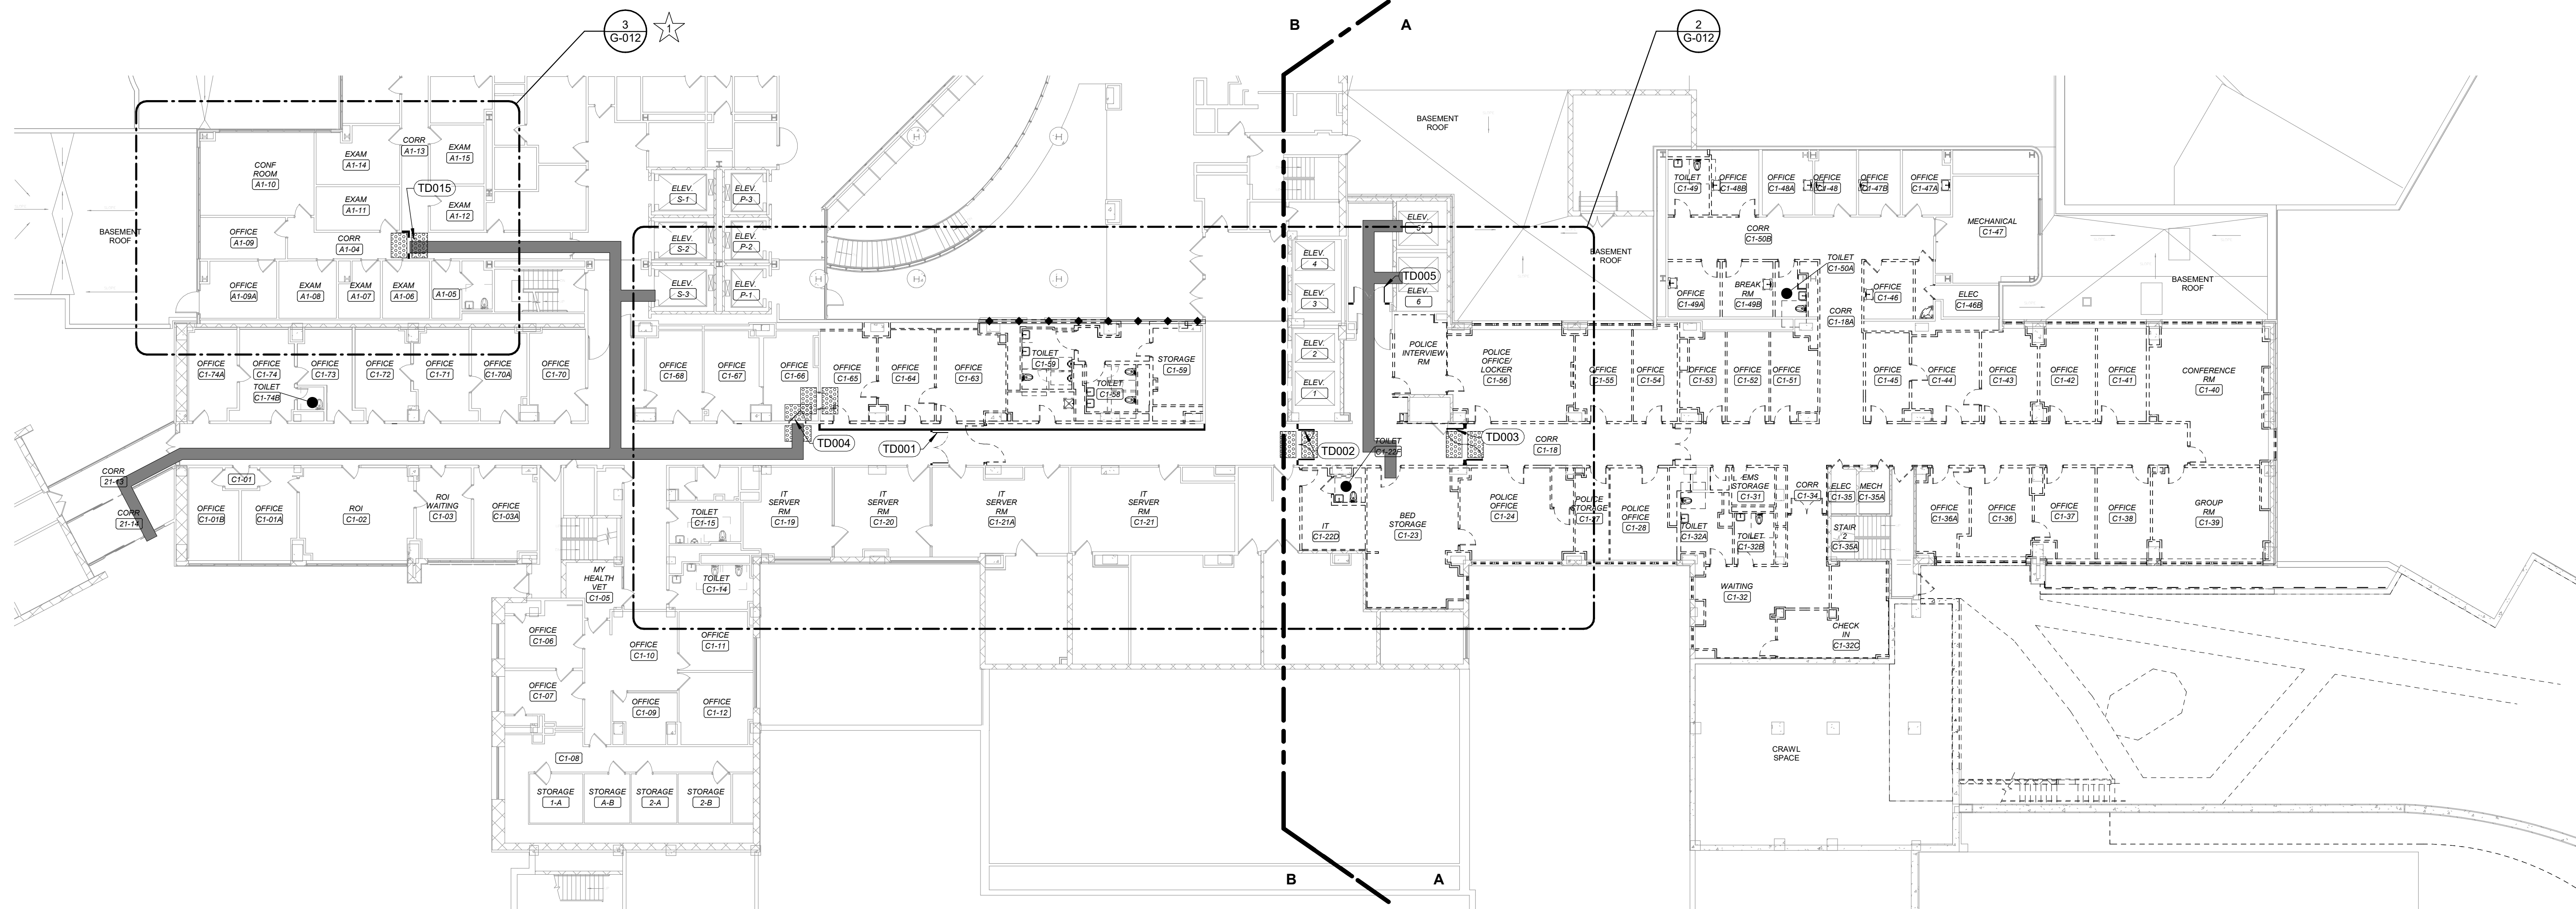 3
G-012
1
B
A
2
G-012
BASEMENT
ROOF
CONF
ROOM
A1-10
EXAM
A1-14
CORR
A1-13
EXAM
A1-15
TD015
EXAM
A1-11
EXAM
A1-12
OFFICE
A1-09
CORR
A1-04
OFFICE
A1-09A
EXAM
A1-08
EXAM
A1-07
EXAM
A1-06
A1-05
ELEV.
S-1
ELEV.
P-3
ELEV.
S-2
ELEV.
P-2
ELEV.
S-3
ELEV.
P-1
ELEV.
4
ELEV.
3
ELEV.
2
ELEV.
1
BASEMENT
ROOF
ELEV.
5
TD005
ELEV.
6
BASEMENT
ROOF
TOILET
C1-49
OFFICE
C1-48B
OFFICE
C1-48A
OFFICE
C1-48
OFFICE
C1-47B
OFFICE
C1-47A
MECHANICAL
C1-47
CORR
C1-50B
TOILET
C1-50A
OFFICE
C1-49A
BREAK
RM
C1-49B
OFFICE
C1-46
ELEC
C1-46B
CORR
C1-18A
BASEMENT
ROOF
OFFICE
C1-74A
OFFICE
C1-74
TOILET
C1-74B
OFFICE
C1-73
OFFICE
C1-72
OFFICE
C1-71
OFFICE
C1-70A
OFFICE
C1-70
OFFICE
C1-68
OFFICE
C1-67
OFFICE
C1-66
OFFICE
C1-65
OFFICE
C1-64
OFFICE
C1-63
TOILET
C1-59
TOILET
C1-58
STORAGE
C1-59
POLICE
INTERVIEW
RM
POLICE
OFFICE/
LOCKER
C1-56
OFFICE
C1-55
OFFICE
C1-54
OFFICE
C1-53
OFFICE
C1-52
OFFICE
C1-51
OFFICE
C1-45
OFFICE
C1-44
OFFICE
C1-43
OFFICE
C1-42
OFFICE
C1-41
CONFERENCE
RM
C1-40
TD004
TD001
TD002
TOILET
C1-22F
TD003
CORR
C1-18
CORR
21-13
CORR
21-14
C1-01
OFFICE
C1-01B
OFFICE
C1-01A
ROI
C1-02
ROI
WAITING
C1-03
OFFICE
C1-03A
TOILET
C1-15
IT
SERVER
RM
C1-19
IT
SERVER
RM
C1-20
IT
SERVER
RM
C1-21A
IT
SERVER
RM
C1-21
IT
C1-22D
BED
STORAGE
C1-23
POLICE
OFFICE
C1-24
POLICE
STORAGE
C1-27
POLICE
OFFICE
C1-28
TOILET
C1-32A
EMS
STORAGE
C1-31
TOILET
C1-32B
CORR
C1-34
ELEC
C1-35
MECH
C1-35A
STAIR
2
C1-35A
OFFICE
C1-36A
OFFICE
C1-36
OFFICE
C1-37
OFFICE
C1-38
GROUP
RM
C1-39
MY
HEALTH
VET
C1-05
TOILET
C1-14
WAITING
C1-32
CHECK
IN
C1-32C
OFFICE
C1-06
OFFICE
C1-10
OFFICE
C1-11
OFFICE
C1-07
OFFICE
C1-09
OFFICE
C1-12
C1-08
STORAGE
1-A
STORAGE
A-B
STORAGE
2-A
STORAGE
2-B
CRAWL
SPACE
B
A